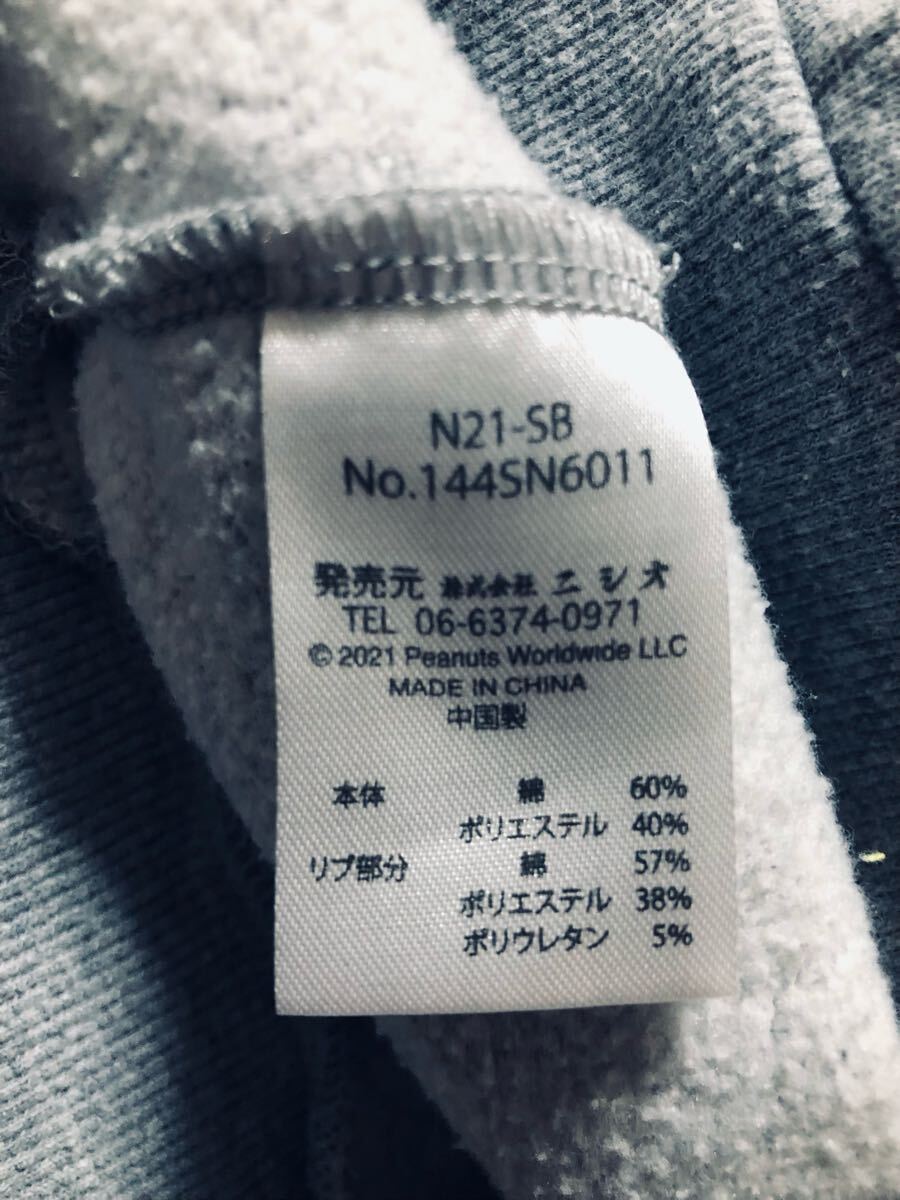 N21-SB
No.144SN6011
発売元 株式会社 ニシオ
TEL 06-6374-0971
© 2021 Peanuts Worldwide LLC
MADE IN CHINA
中国製
本体 綿 60%
ポリエステル 40%
リブ部分 綿 57%
ポリエステル 38%
ポリウレタン 5%